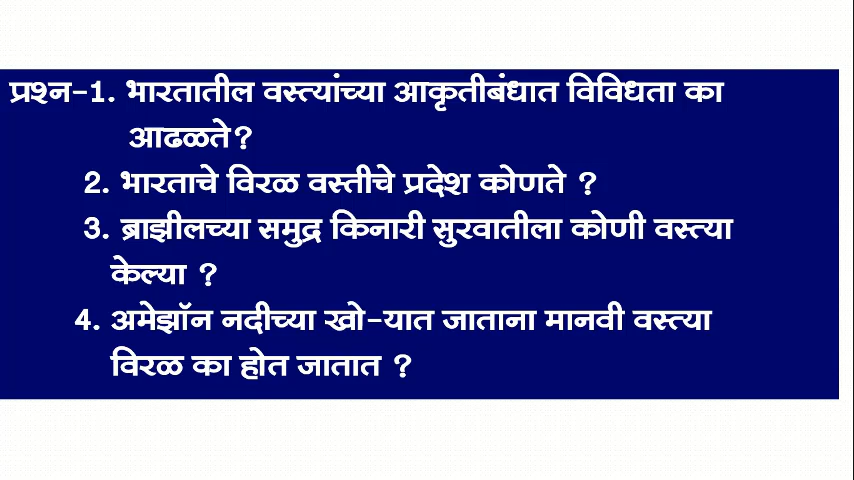 प्रश्न-1. भारतातील वस्त्यांच्या आकृतीबंधात विविधता का
आढळते?
2. भारताचे विरळ वस्तीचे प्रदेश कोणते ?
3. ब्राझीलच्या समुद्र किनारी सुरवातीला कोणी वस्त्या
केल्या ?
4. अमेझॉन नदीच्या खो-यात जाताना मानवी वस्त्या
विरळ का होत जातात ?